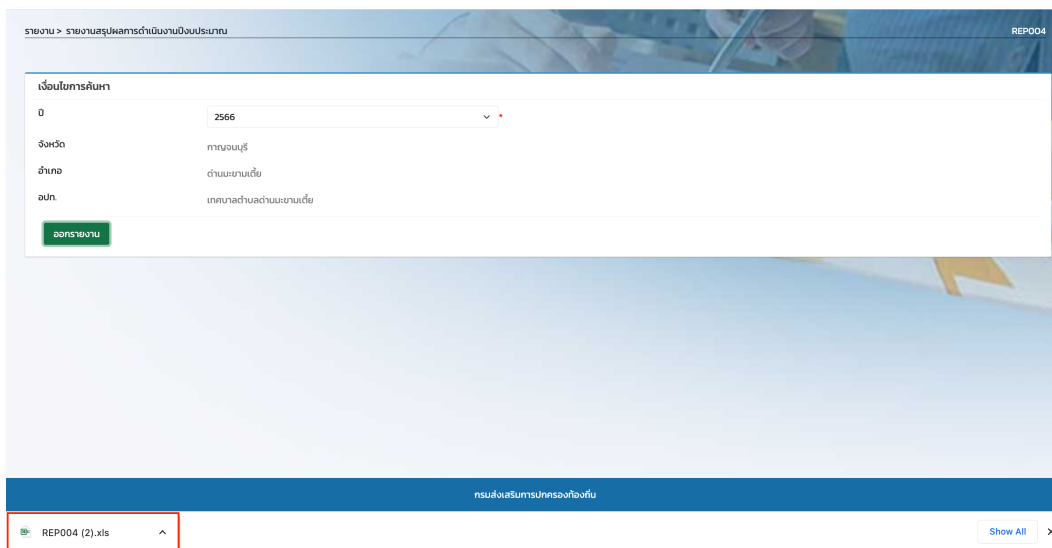 รายงาน > รายงานสรุปผลการดำเนินงานปีงบประมาณ REP004
เงื่อนไขการค้นหา
ปี 2566 *
จังหวัด กาญจนบุรี
อำเภอ ด่านมะขามเตี้ย
อปท. เทศบาลตำบลด่านมะขามเตี้ย
ออกรายงาน
กรมส่งเสริมการปกครองท้องถิ่น
REP004 (2).xls Show All